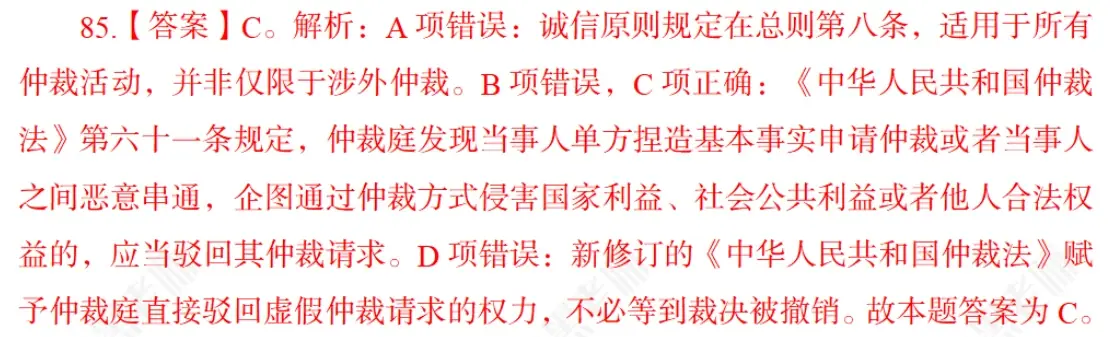 85.【答案】C。解析：A 项错误：诚信原则规定在总则第八条，适用于所有
仲裁活动，并非仅限于涉外仲裁。B 项错误，C 项正确：《中华人民共和国仲裁
法》第六十一条规定，仲裁庭发现当事人单方捏造基本事实申请仲裁或者当事人
之间恶意串通，企图通过仲裁方式侵害国家利益、社会公共利益或者他人合法权
益的，应当驳回其仲裁请求。D 项错误：新修订的《中华人民共和国仲裁法》赋
予仲裁庭直接驳回虚假仲裁请求的权力，不必等到裁决被撤销。故本题答案为 C。